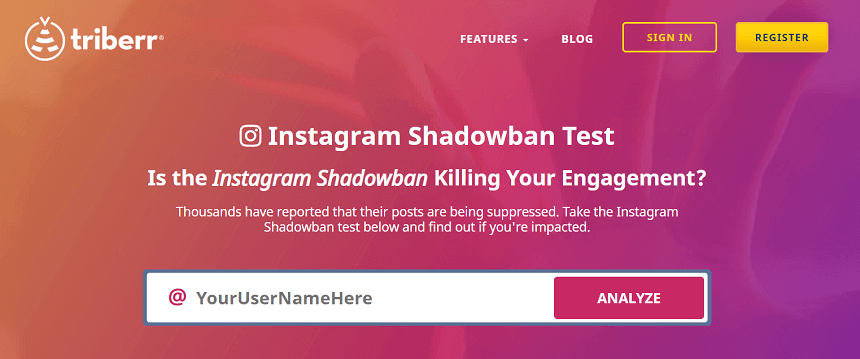 triberr®
FEATURES
BLOG
SIGN IN
REGISTER
Instagram Shadowban Test
Is the Instagram Shadowban Killing Your Engagement?
Thousands have reported that their posts are being suppressed. Take the Instagram
Shadowban test below and find out if you're impacted.
@ YourUserNameHere
ANALYZE